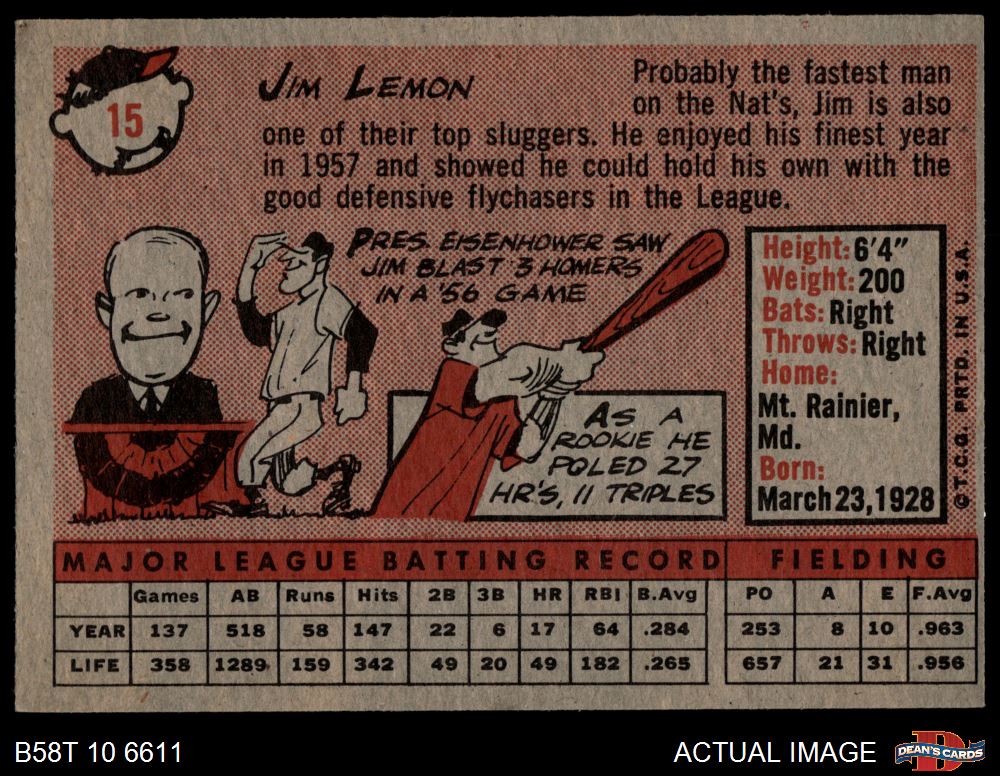 15
JIM LEMON
Probably the fastest man
on the Nat's, Jim is also
one of their top sluggers. He enjoyed his finest year
in 1957 and showed he could hold his own with the
good defensive flychasers in the League.
PRES. EISENHOWER SAW
JIM BLAST 3 HOMERS
IN A '56 GAME
AS A
ROOKIE HE
POLED 27
HR'S, 11 TRIPLES
Height: 6'4"
Weight: 200
Bats: Right
Throws: Right
Home:
Mt. Rainier,
Md.
Born:
March 23, 1928
© T.C.G. PRTD. IN U.S.A.
MAJOR LEAGUE BATTING RECORD FIELDING
Games AB Runs Hits 2B 3B HR RBI B.Avg PO A E F.Avg
YEAR 137 518 58 147 22 6 17 64 .284 253 8 10 .963
LIFE 358 1289 159 342 49 20 49 182 .265 657 21 31 .956
B58T 10 6611
ACTUAL IMAGE
DEAN'S CARDS